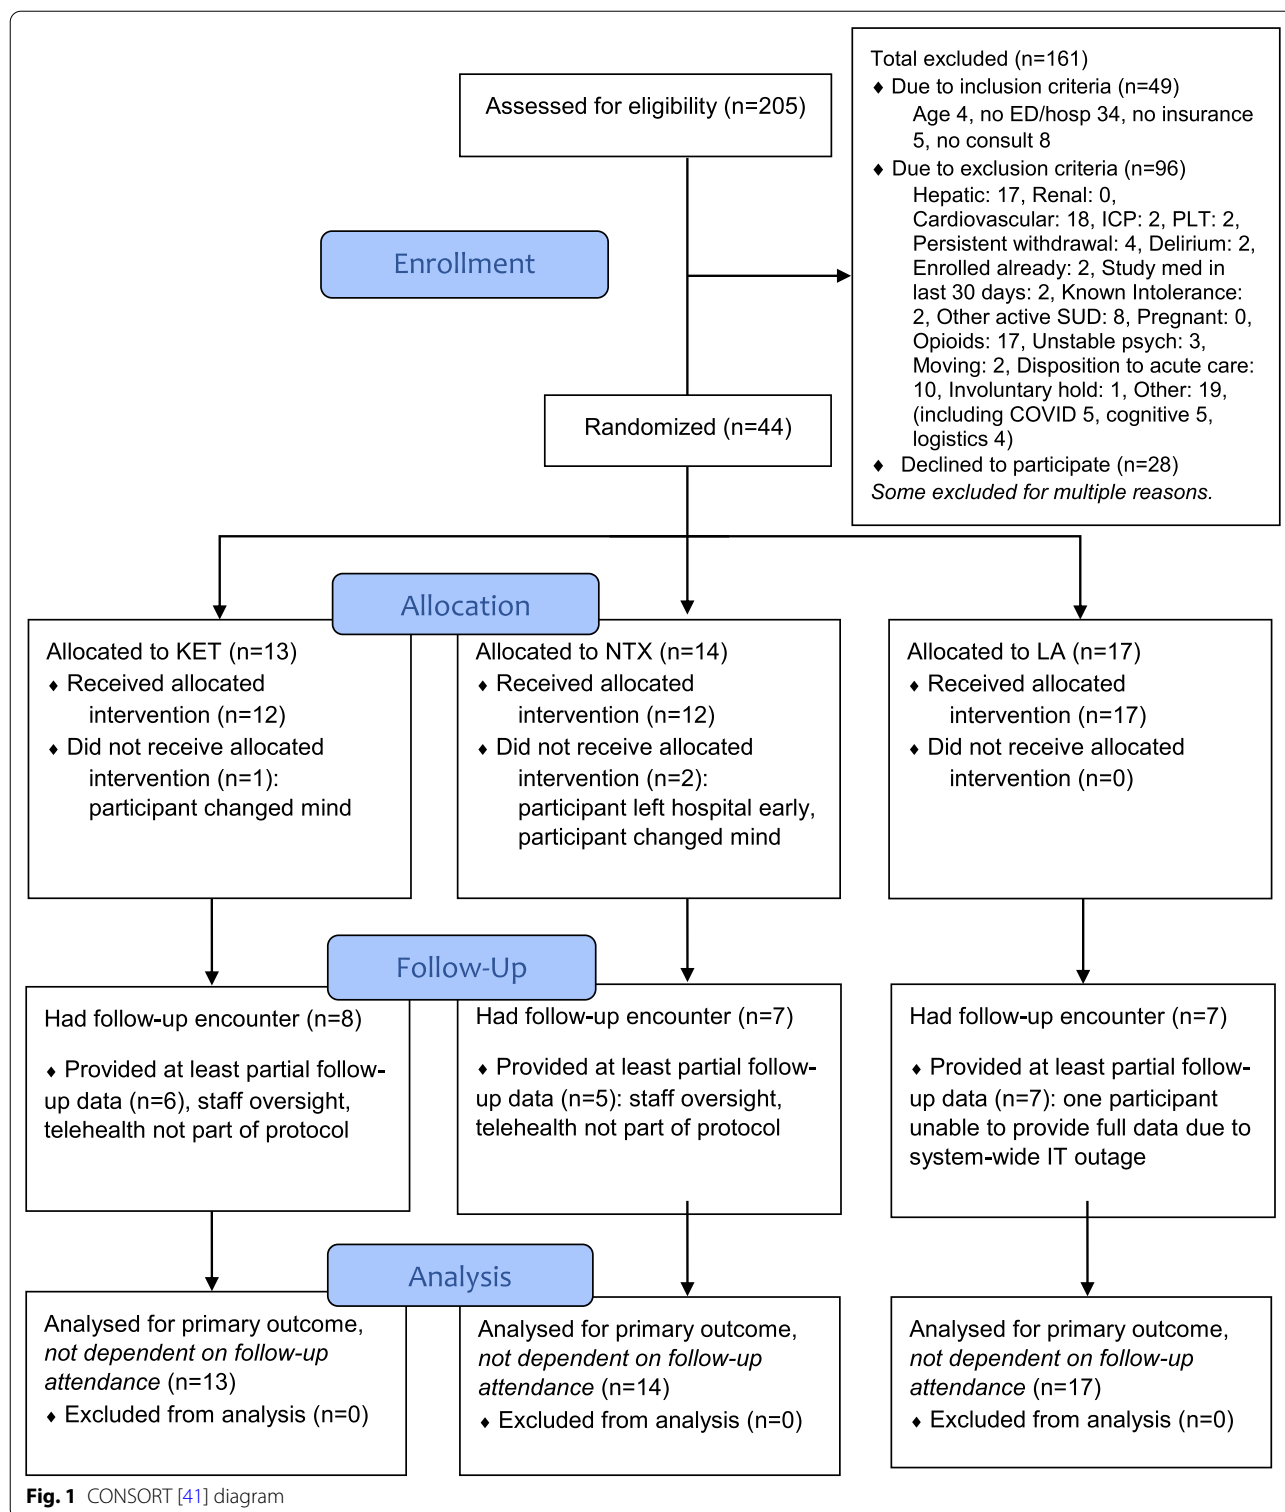 Assessed for eligibility (n=205)
Total excluded (n=161)
♦ Due to inclusion criteria (n=49)
Age 4, no ED/hosp 34, no insurance
5, no consult 8
♦ Due to exclusion criteria (n=96)
Hepatic: 17, Renal: 0,
Cardiovascular: 18, ICP: 2, PLT: 2,
Persistent withdrawal: 4, Delirium: 2,
Enrolled already: 2, Study med in
last 30 days: 2, Known Intolerance:
2, Other active SUD: 8, Pregnant: 0,
Opioids: 17, Unstable psych: 3,
Moving: 2, Disposition to acute care:
10, Involuntary hold: 1, Other: 19,
(including COVID 5, cognitive 5,
logistics 4)
♦ Declined to participate (n=28)
Some excluded for multiple reasons.
Enrollment
Randomized (n=44)
Allocation
Allocated to KET (n=13)
♦ Received allocated
intervention (n=12)
♦ Did not receive allocated
intervention (n=1):
participant changed mind
Allocated to NTX (n=14)
♦ Received allocated
intervention (n=12)
♦ Did not receive allocated
intervention (n=2):
participant left hospital early,
participant changed mind
Allocated to LA (n=17)
♦ Received allocated
intervention (n=17)
♦ Did not receive allocated
intervention (n=0)
Follow-Up
Had follow-up encounter (n=8)
♦ Provided at least partial follow-
up data (n=6), staff oversight,
telehealth not part of protocol
Had follow-up encounter (n=7)
♦ Provided at least partial follow-
up data (n=5): staff oversight,
telehealth not part of protocol
Had follow-up encounter (n=7)
♦ Provided at least partial follow-
up data (n=7): one participant
unable to provide full data due to
system-wide IT outage
Analysis
Analysed for primary outcome,
not dependent on follow-up
attendance (n=13)
♦ Excluded from analysis (n=0)
Analysed for primary outcome,
not dependent on follow-up
attendance (n=14)
♦ Excluded from analysis (n=0)
Analysed for primary outcome,
not dependent on follow-up
attendance (n=17)
♦ Excluded from analysis (n=0)
Fig. 1 CONSORT [41] diagram